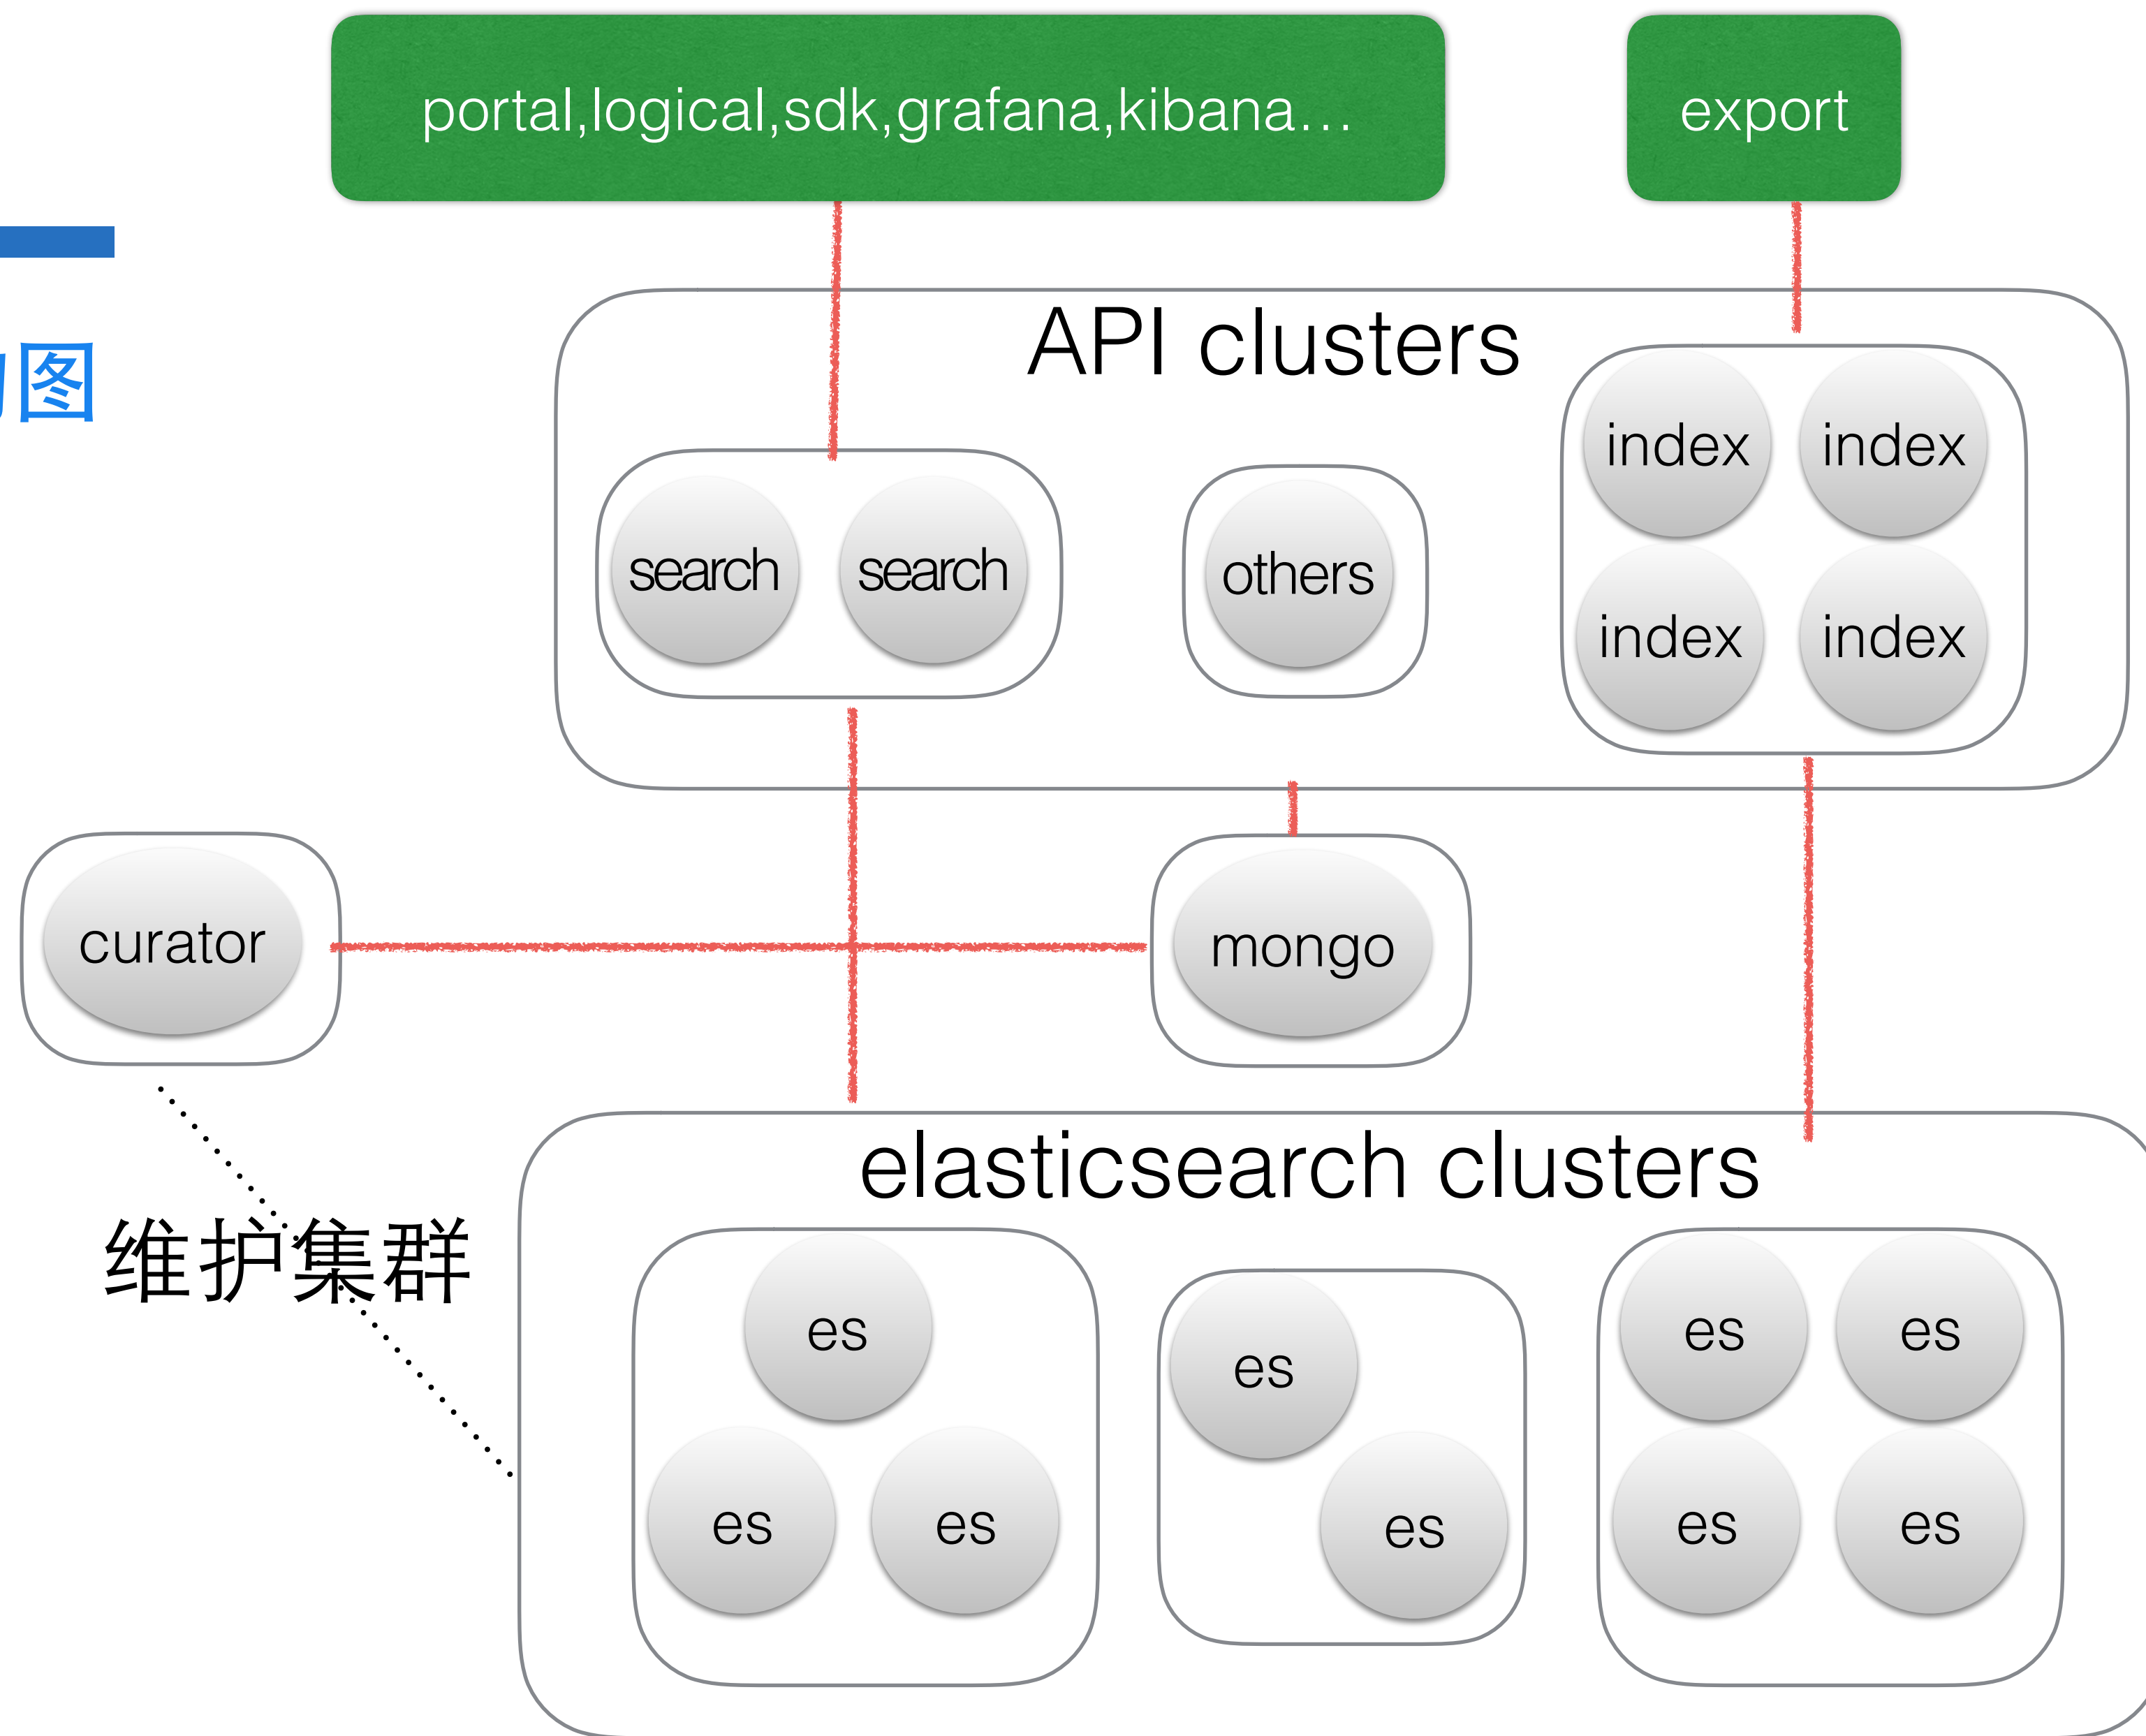 portal,logical,sdk,grafana,kibana...
export
图
API clusters
index index
search search others
index index
curator
mongo
elasticsearch clusters
维护集群
es es es
es
es es es es
es